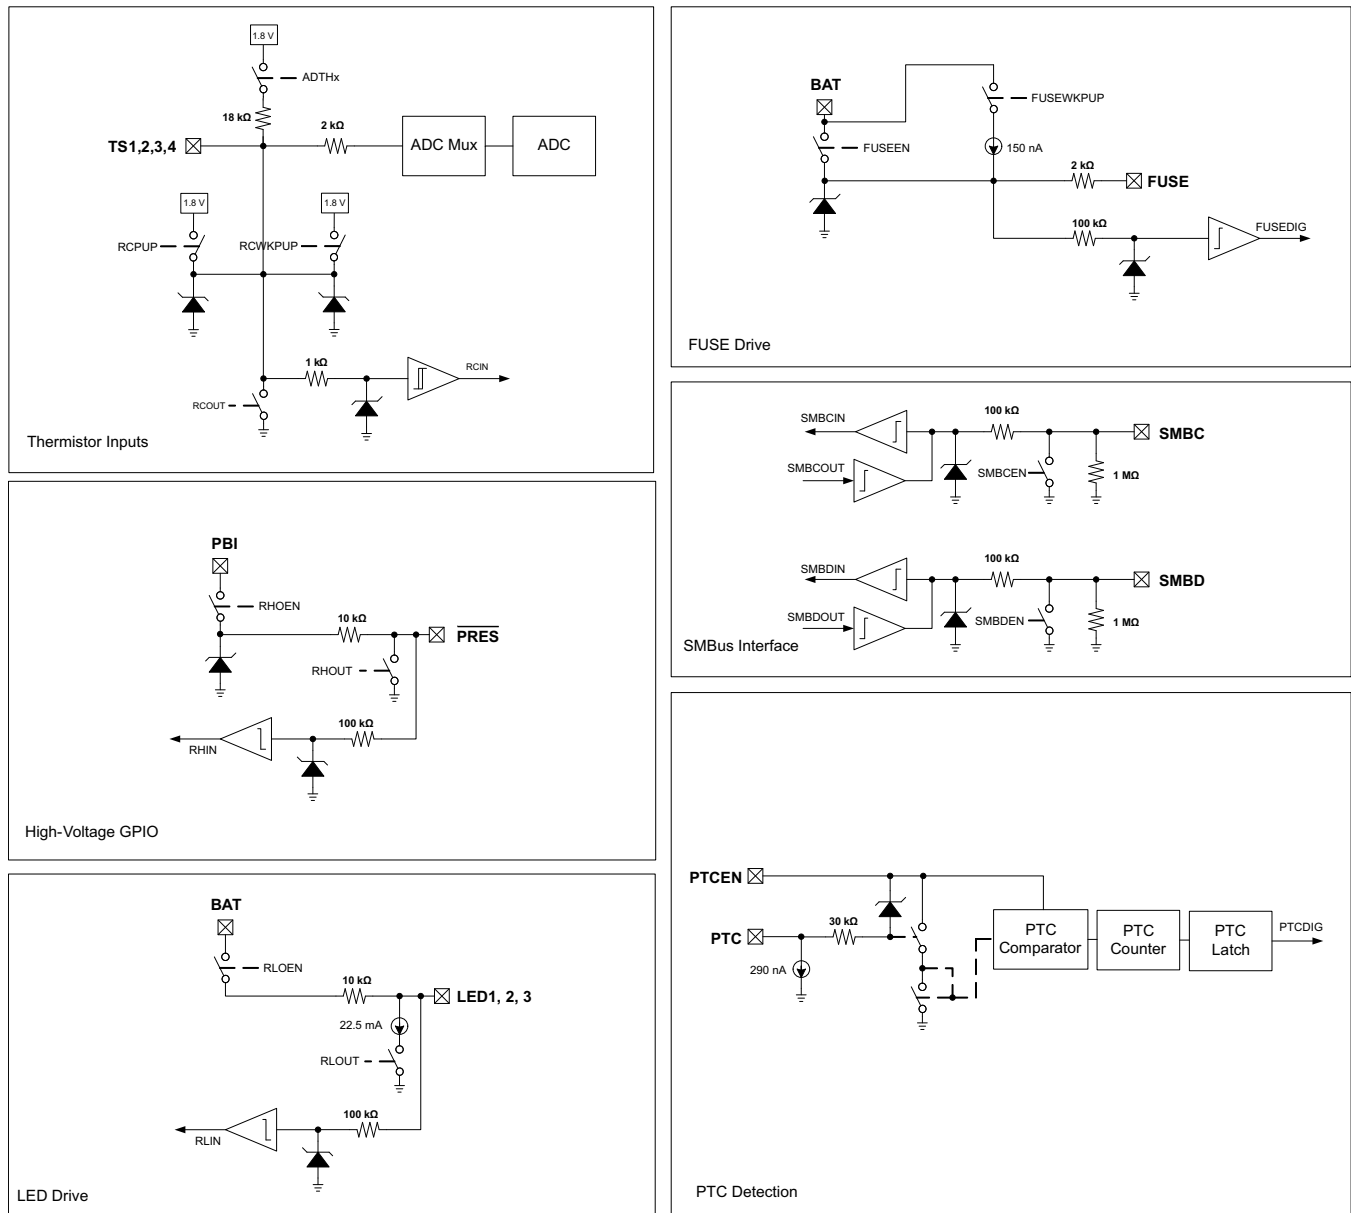 1.8 V
ADTHx
18 kΩ
2 kΩ
TS1,2,3,4
ADC Mux
ADC
1.8 V
1.8 V
RCPUP
RCWKPUP
1 kΩ
RCIN
RCOUT
Thermistor Inputs
BAT
FUSEWKPUP
FUSEEN
150 nA
2 kΩ
FUSE
100 kΩ
FUSEDIG
FUSE Drive
SMBCIN
100 kΩ
SMBC
SMBCOUT
SMBCEN
1 MΩ
SMBDIN
100 kΩ
SMBD
SMBDOUT
SMBDEN
1 MΩ
SMBus Interface
PBI
RHOEN
10 kΩ
PRES
RHOUT
100 kΩ
RHIN
High-Voltage GPIO
BAT
RLOEN
10 kΩ
LED1, 2, 3
22.5 mA
RLOUT
100 kΩ
RLIN
LED Drive
PTCEN
30 kΩ
PTC
290 nA
PTC
Comparator
PTC
Counter
PTC
Latch
PTCDIG
PTC Detection